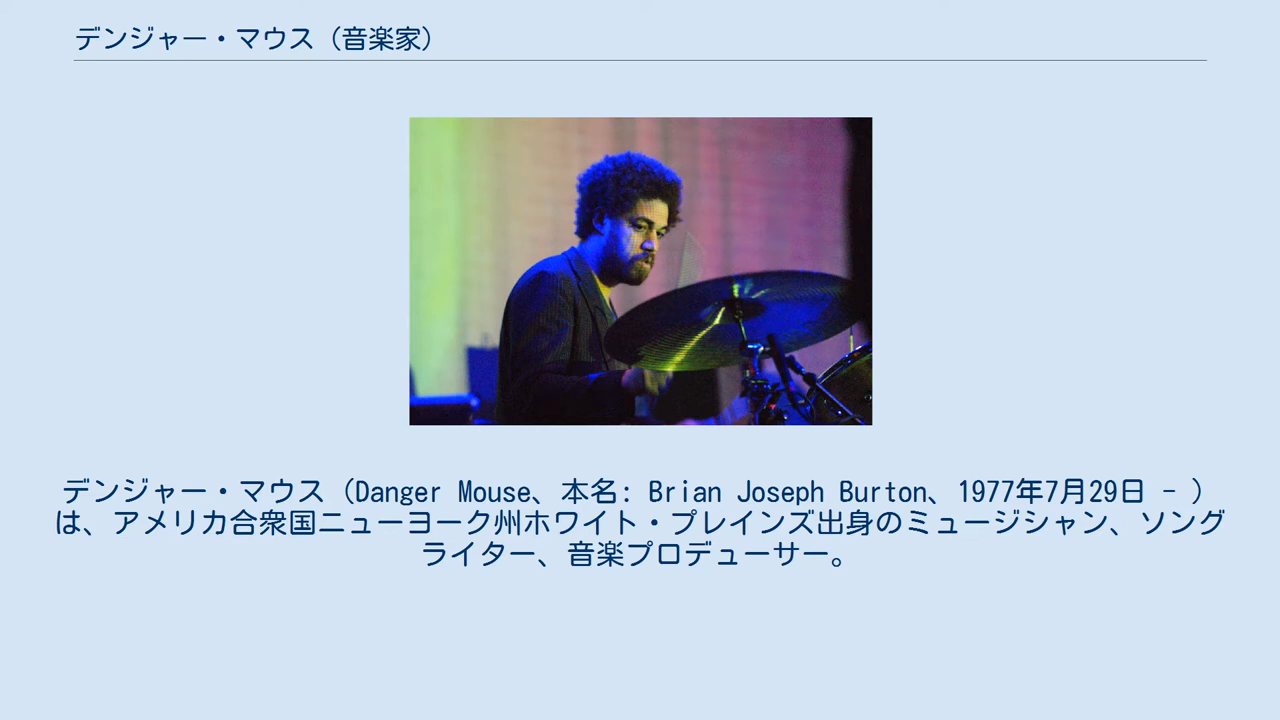 デンジャー・マウス（音楽家）
デンジャー・マウス（Danger Mouse、本名: Brian Joseph Burton、1977年7月29日 - ）
は、アメリカ合衆国ニューヨーク州ホワイト・プレインズ出身のミュージシャン、ソング
ライター、音楽プロデューサー。